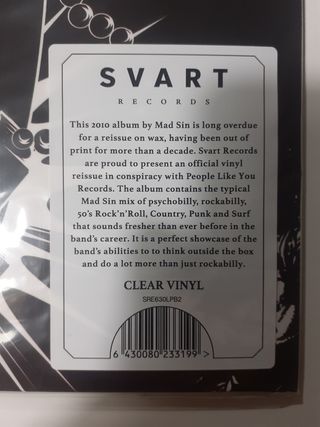 SVART
RECORDS
This 2010 album by Mad Sin is long overdue
for a reissue on wax, having been out of
print for more than a decade. Svart Records
are proud to present an official vinyl
reissue in conspiracy with People Like You
Records. The album contains the typical
Mad Sin mix of psychobilly, rockabilly,
50's Rock'n'Roll, Country, Punk and Surf
that sounds fresher than ever before in the
band's career. It is a perfect showcase of the
band's abilities to to think outside the box
and do a lot more than just rockabilly.
CLEAR VINYL
SRE630LPB2
6 430080 233199 >